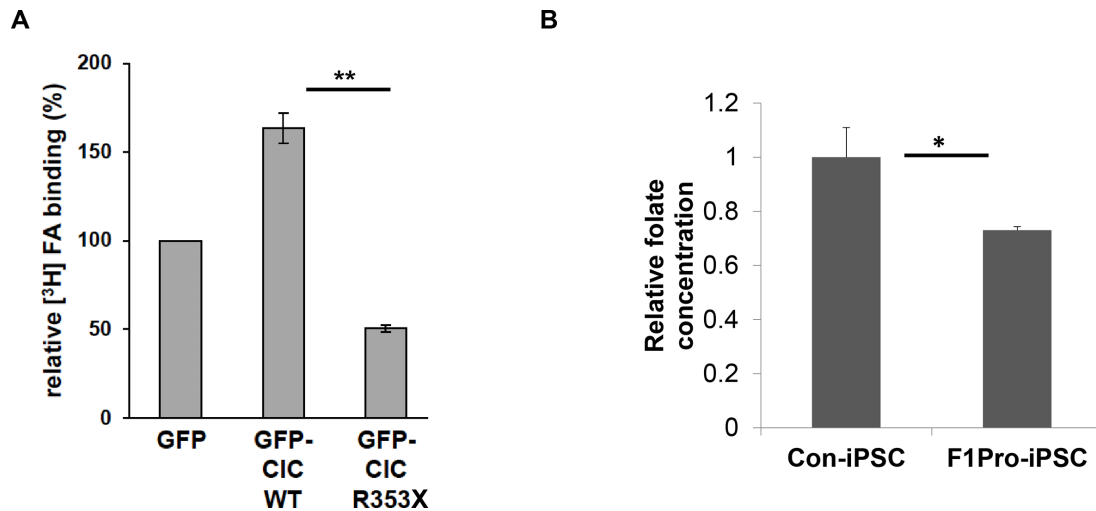 A
relative [³H] FA binding (%)
200
150
100
50
0
**
GFP
GFP-
CIC
WT
GFP-
CIC
R353X
B
Relative folate
concentration
1.2
1
0.8
0.6
0.4
0.2
0
*
Con-iPSC
F1Pro-iPSC